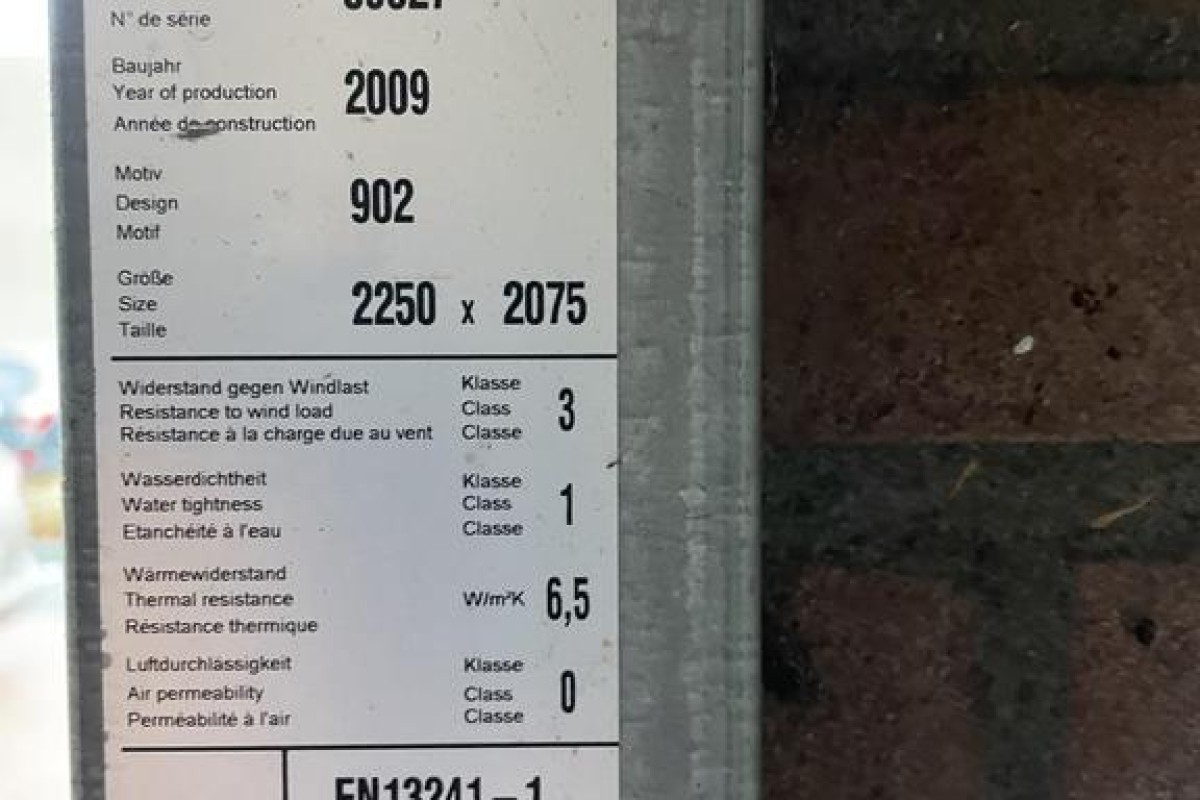 N° de série
Baujahr
Year of production 2009
Année de construction
Motiv
Design 902
Motif
Größe
Size 2250 x 2075
Taille
Widerstand gegen Windlast Klasse
Resistance to wind load Class 3
Résistance à la charge due au vent Classe
Wasserdichtheit Klasse
Water tightness Class 1
Etanchéité à l'eau Classe
Wärmewiderstand
Thermal resistance W/m²K 6,5
Résistance thermique
Luftdurchlässigkeit Klasse
Air permeability Class 0
Perméabilité à l'air Classe
EN13241-1